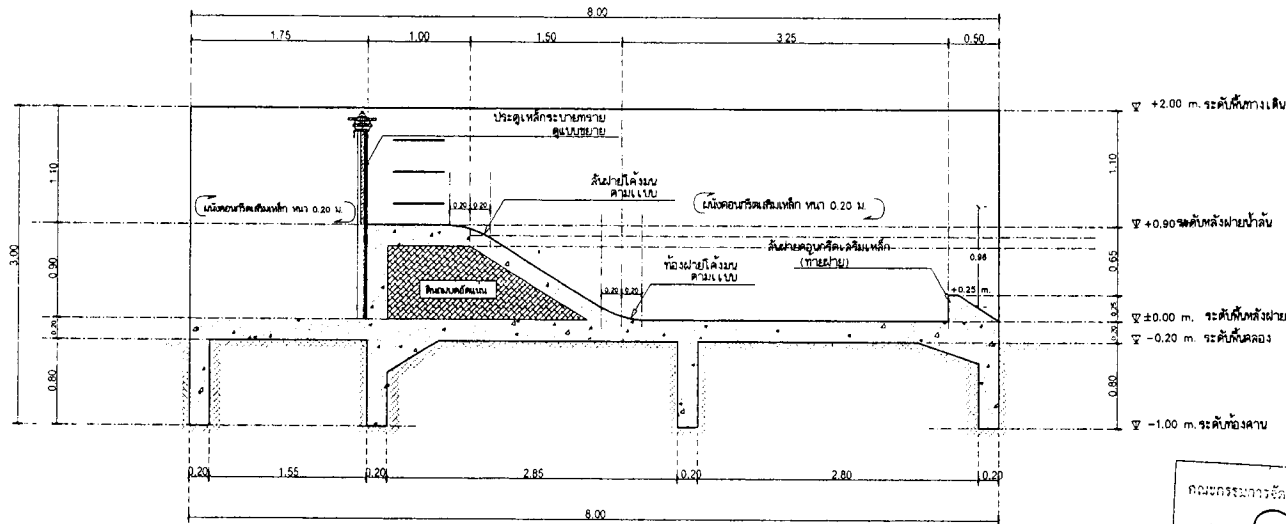 8.00
1.75 1.00 1.50 3.25 0.50
+2.00 m. ระดับพื้นทางเดิน
ประตูเหล็กระบายทราย
ดูแบบขยาย
สันฝายโค้งมน
ตามแบบ
1.10
1.10
3.00
ผนังคอนกรีตเสริมเหล็ก หนา 0.20 ม.
0.20 0.20
ผนังคอนกรีตเสริมเหล็ก หนา 0.20 ม.
+0.90 ระดับหลังฝายน้ำล้น
สันฝายคอนกรีตเสริมเหล็ก
(ท้ายฝาย)
0.96
0.65
0.90
ท้องฝายโค้งมน
ตามแบบ
ดินถมบดอัดแน่น
0.20 0.20
+0.25 m.
0.25
0.20
±0.00 m. ระดับพื้นหลังฝาย
0.20
-0.20 m. ระดับพื้นคลอง
0.80
0.80
-1.00 m. ระดับท้องคาน
0.20 1.55 0.20 2.85 0.20 2.80 0.20
8.00